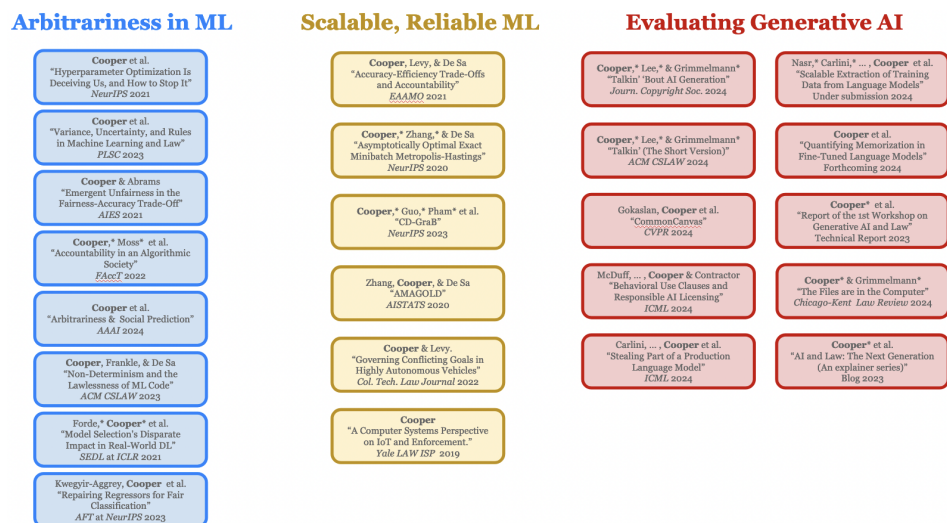 Arbitrariness in ML
Cooper et al.
“Hyperparameter Optimization Is
Deceiving Us, and How to Stop It”
NeurIPS 2021
Cooper et al.
“Variance, Uncertainty, and Rules
in Machine Learning and Law”
PLSC 2023
Cooper & Abrams
“Emergent Unfairness in the
Fairness-Accuracy Trade-Off”
AIES 2021
Cooper,* Moss* et al.
“Accountability in an Algorithmic
Society”
FAccT 2022
Cooper et al.
“Arbitrariness & Social Prediction”
AAAI 2024
Cooper, Frankle, & De Sa
“Non-Determinism and the
Lawlessness of ML Code”
ACM CSLAW 2023
Forde,* Cooper* et al.
“Model Selection's Disparate
Impact in Real-World DL”
SEDL at ICLR 2021
Kwegyir-Aggrey, Cooper et al.
“Repairing Regressors for Fair
Classification”
AFT at NeurIPS 2023
Scalable, Reliable ML
Cooper, Levy, & De Sa
“Accuracy-Efficiency Trade-Offs
and Accountability”
EAAMO 2021
Cooper,* Zhang,* & De Sa
“Asymptotically Optimal Exact
Minibatch Metropolis-Hastings”
NeurIPS 2020
Cooper,* Guo,* Pham* et al.
“CD-GraB”
NeurIPS 2023
Zhang, Cooper, & De Sa
“AMAGOLD”
AISTATS 2020
Cooper & Levy.
“Governing Conflicting Goals in
Highly Autonomous Vehicles”
Col. Tech. Law Journal 2022
Cooper
“A Computer Systems Perspective
on IoT and Enforcement.”
Yale LAW ISP 2019
Evaluating Generative AI
Cooper,* Lee,* & Grimmelmann*
“Talkin’ ’Bout AI Generation”
Journ. Copyright Soc. 2024
Cooper,* Lee,* & Grimmelmann*
“Talkin’ (The Short Version)”
ACM CSLAW 2024
Gokaslan, Cooper et al.
“CommonCanvas”
CVPR 2024
McDuff, ... , Cooper & Contractor
“Behavioral Use Clauses and
Responsible AI Licensing”
ICML 2024
Carlini, ... , Cooper et al.
“Stealing Part of a Production
Language Model”
ICML 2024
Nasr,* Carlini,* ... , Cooper et al.
“Scalable Extraction of Training
Data from Language Models”
Under submission 2024
Cooper et al.
“Quantifying Memorization in
Fine-Tuned Language Models”
Forthcoming 2024
Cooper* et al.
“Report of the 1st Workshop on
Generative AI and Law”
Technical Report 2023
Cooper* & Grimmelmann*
“The Files are in the Computer”
Chicago-Kent Law Review 2024
Cooper* et al.
“AI and Law: The Next Generation
(An explainer series)”
Blog 2023